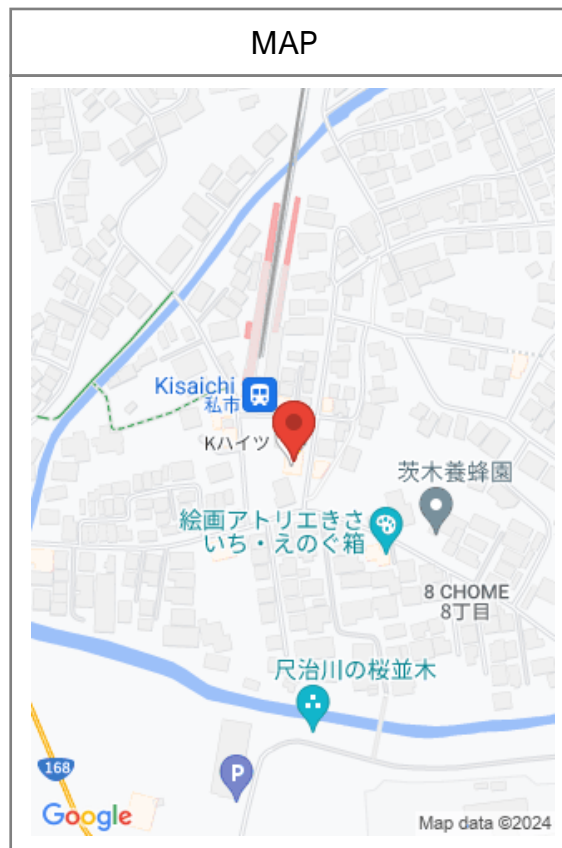 MAP
Kisaichi
私市
Kハイツ
茨木養蜂園
絵画アトリエきさ
いち・えのぐ箱
8 CHOME
8丁目
尺治川の桜並木
168
P
Google
Map data ©2024